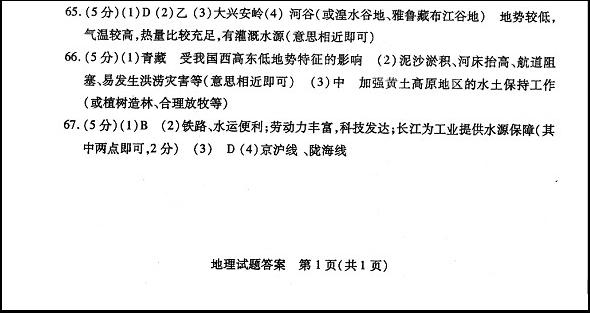 65.(5分)(1)D (2)乙 (3)大兴安岭(4) 河谷(或湟水谷地、雅鲁藏布江谷地) 地势较低,
气温较高,热量比较充足,有灌溉水源(意思相近即可)
66.(5分)(1)青藏 受我国西高东低地势特征的影响 (2)泥沙淤积、河床抬高、航道阻
塞、易发生洪涝灾害等(意思相近即可) (3)中 加强黄土高原地区的水土保持工作
(或植树造林、合理放牧等)
67.(5分)(1)B (2)铁路、水运便利;劳动力丰富,科技发达;长江为工业提供水源保障(其
中两点即可,2分) (3) D (4)京沪线 、陇海线
地理试题答案 第1页(共1页)